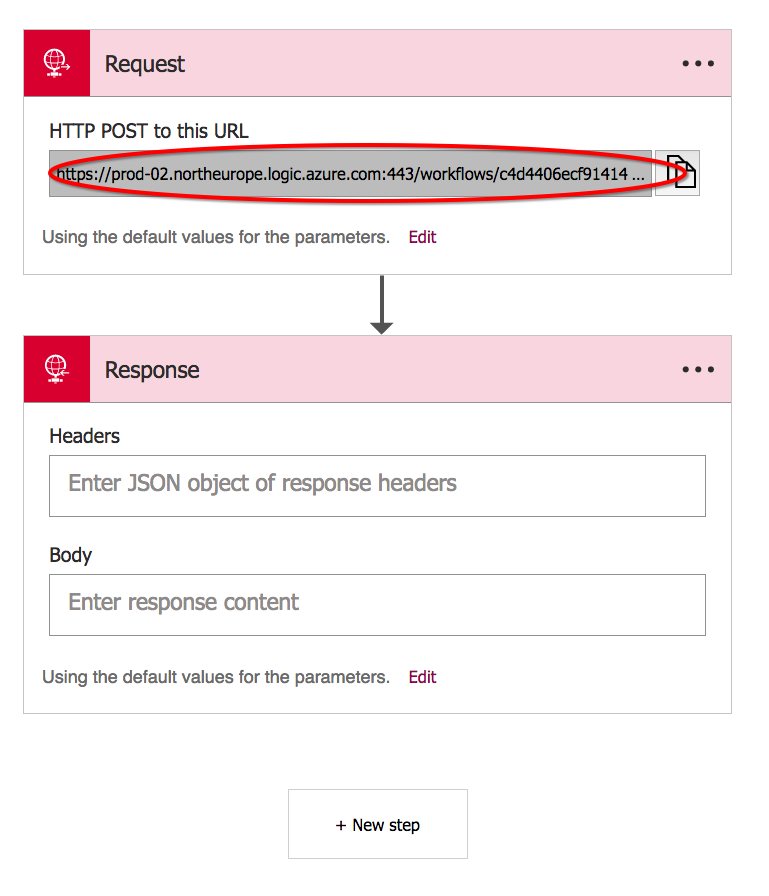 Request
HTTP POST to this URL
https://prod-02.northeurope.logic.azure.com:443/workflows/c4d4406ecf91414 ...
Using the default values for the parameters. Edit
Response
Headers
Enter JSON object of response headers
Body
Enter response content
Using the default values for the parameters. Edit
+ New step